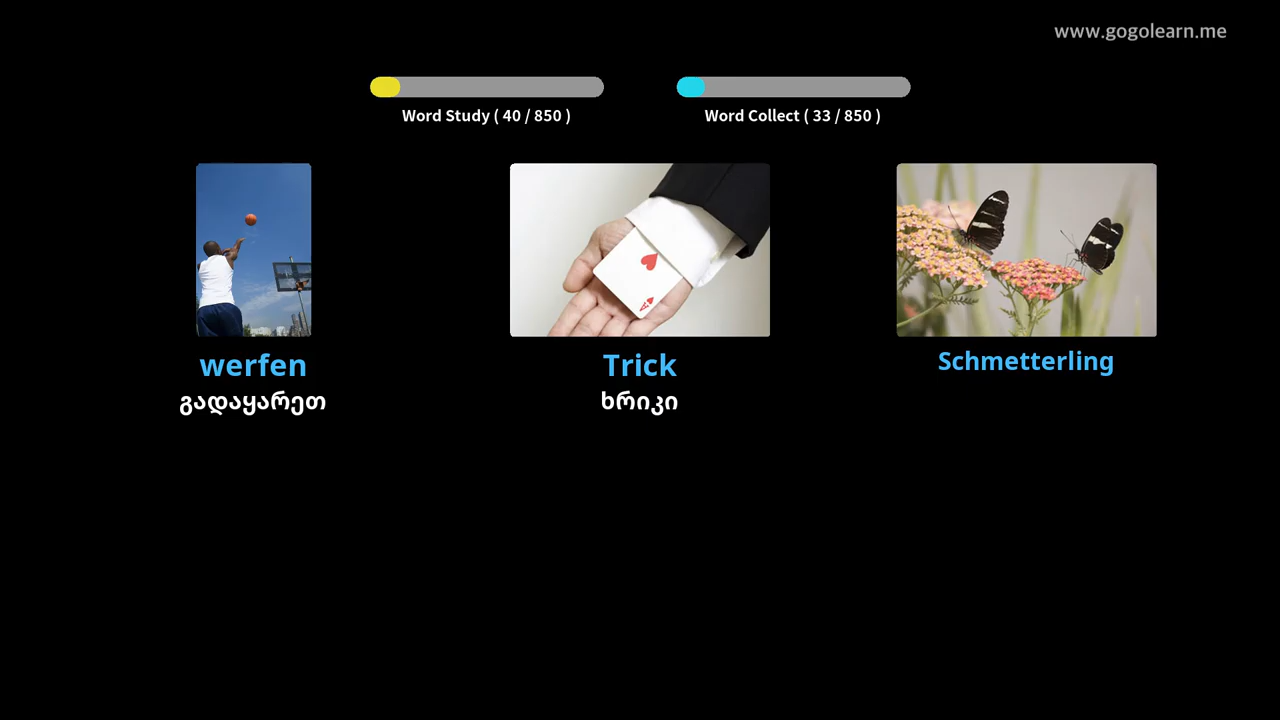 www.gogolearn.me
Word Study ( 40 / 850 )
Word Collect ( 33 / 850 )
werfen
გადაყარეთ
Trick
ხრიკი
Schmetterling